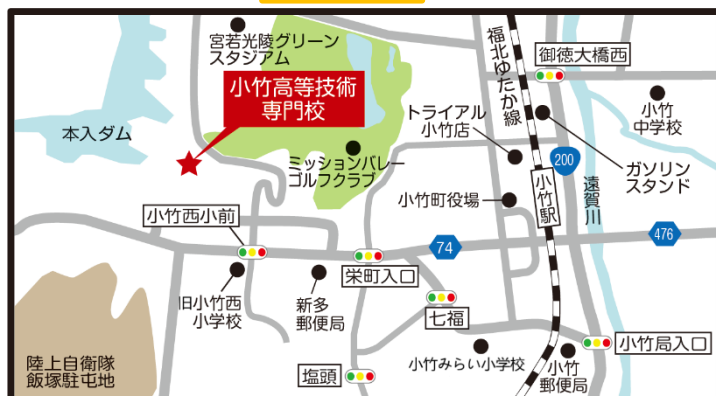 宮若光陵グリーン
スタジアム
小竹高等技術
専門校
本入ダム
ミッションバレー
ゴルフクラブ
福北ゆたか線
御徳大橋西
トライアル
小竹店
小竹
中学校
ガソリン
スタンド
200
遠賀川
小竹駅
小竹町役場
小竹西小前
74
476
栄町入口
旧小竹西
小学校
新多
郵便局
七福
小竹局入口
陸上自衛隊
飯塚駐屯地
塩頭
小竹みらい小学校
小竹
郵便局